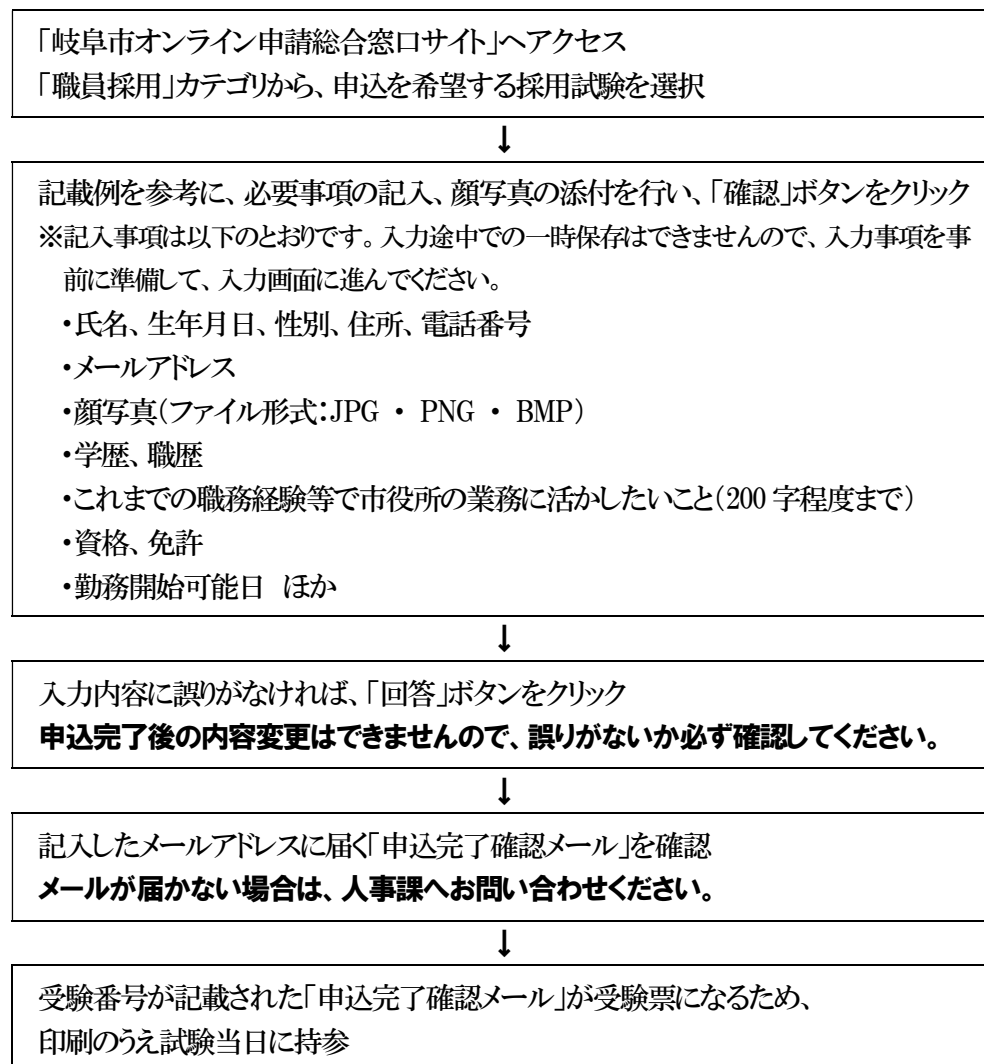 「岐阜市オンライン申請総合窓口サイト」へアクセス
「職員採用」カテゴリから、申込を希望する採用試験を選択
↓
記載例を参考に、必要事項の記入、顔写真の添付を行い、「確認」ボタンをクリック
※記入事項は以下のとおりです。入力途中での一時保存はできませんので、入力事項を事
前に準備して、入力画面に進んでください。
・氏名、生年月日、性別、住所、電話番号
・メールアドレス
・顔写真(ファイル形式:JPG ・ PNG ・ BMP)
・学歴、職歴
・これまでの職務経験等で市役所の業務に活かしたいこと(200 字程度まで)
・資格、免許
・勤務開始可能日　ほか
↓
入力内容に誤りがなければ、「回答」ボタンをクリック
申込完了後の内容変更はできませんので、誤りがないか必ず確認してください。
↓
記入したメールアドレスに届く「申込完了確認メール」を確認
メールが届かない場合は、人事課へお問い合わせください。
↓
受験番号が記載された「申込完了確認メール」が受験票になるため、
印刷のうえ試験当日に持参